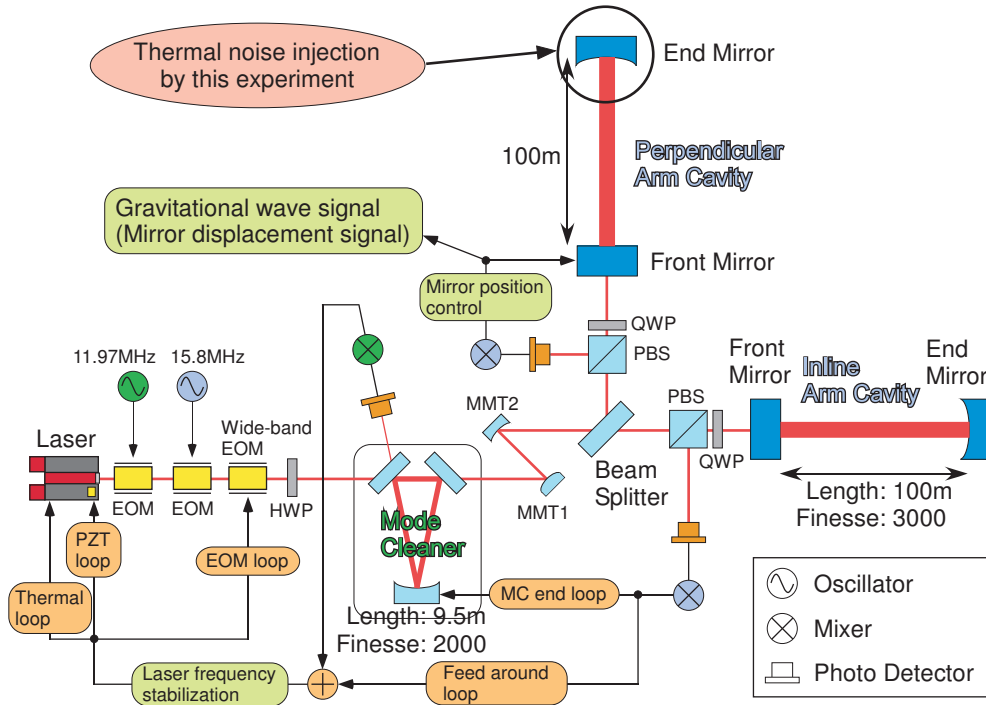 Thermal noise injection
by this experiment
End Mirror
100m
Perpendicular
Arm Cavity
Gravitational wave signal
(Mirror displacement signal)
Front Mirror
Mirror position
control
QWP
PBS
11.97MHz
15.8MHz
Front
Mirror
Inline
Arm Cavity
End
Mirror
MMT2
PBS
Laser
Wide-band
EOM
QWP
Beam
Splitter
EOM
EOM
HWP
MMT1
Length: 100m
Finesse: 3000
Mode
Cleaner
PZT
loop
EOM loop
Thermal
loop
MC end loop
Length: 9.5m
Finesse: 2000
Laser frequency
stabilization
Feed around
loop
Oscillator
Mixer
Photo Detector